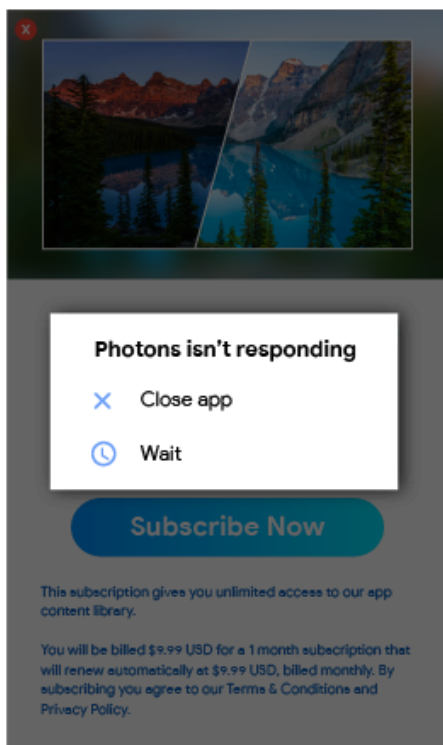 X
Photons isn't responding
Close app
Wait
Subscribe Now
This subscription gives you unlimited access to our app
content library.
You will be billed $9.99 USD for a 1 month subscription that
will renew automatically at $9.99 USD, billed monthly. By
subscribing you agree to our Terms & Conditions and
Privacy Policy.